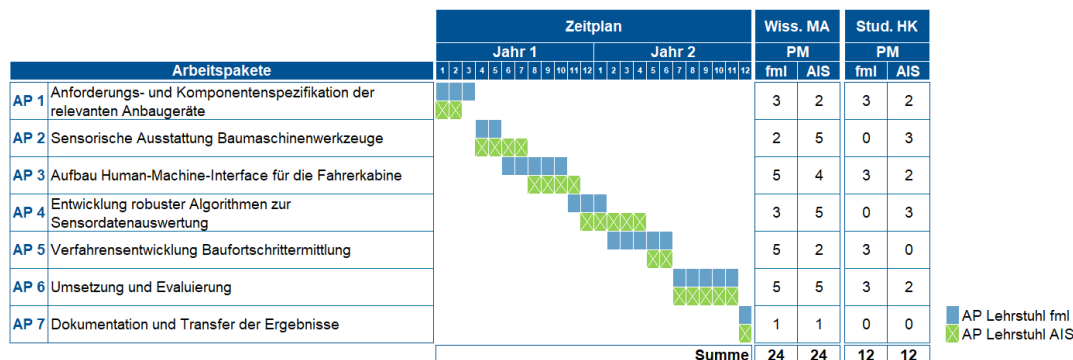 Zeitplan Wiss. MA Stud. HK
Jahr 1 Jahr 2 PM PM
Arbeitspakete 1 2 3 4 5 6 7 8 9 10 11 12 1 2 3 4 5 6 7 8 9 10 11 12 fml AIS fml AIS
AP 1 Anforderungs- und Komponentenspezifikation der
relevanten Anbaugeräte 3 2 3 2
AP 2 Sensorische Ausstattung Baumaschinenwerkzeuge 2 5 0 3
AP 3 Aufbau Human-Machine-Interface für die Fahrerkabine 5 4 3 2
AP 4 Entwicklung robuster Algorithmen zur
Sensordatenauswertung 3 5 0 3
AP 5 Verfahrensentwicklung Baufortschrittermittlung 5 2 3 0
AP 6 Umsetzung und Evaluierung 5 5 3 2
AP 7 Dokumentation und Transfer der Ergebnisse 1 1 0 0
Summe 24 24 12 12
AP Lehrstuhl fml
AP Lehrstuhl AIS